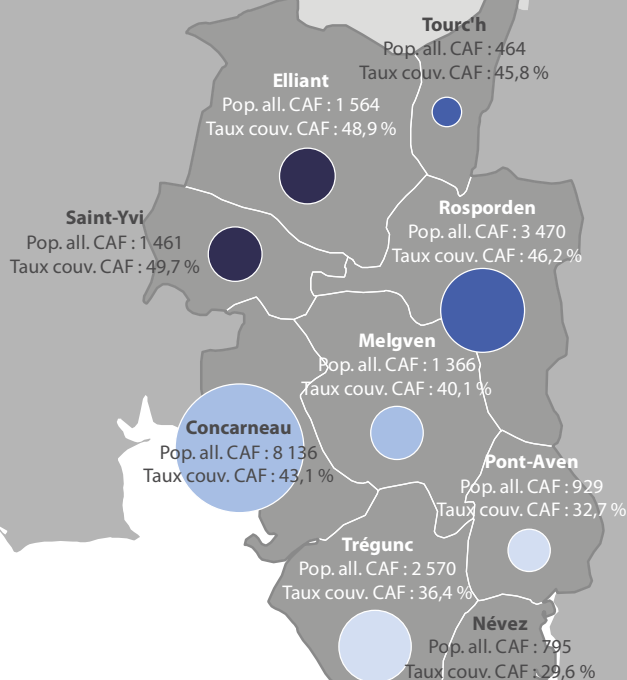 Tourc'h
Pop. all. CAF : 464
Taux couv. CAF : 45,8 %
Elliant
Pop. all. CAF : 1 564
Taux couv. CAF : 48,9 %
Rosporden
Pop. all. CAF : 3 470
Taux couv. CAF : 46,2 %
Saint-Yvi
Pop. all. CAF : 1 461
Taux couv. CAF : 49,7 %
Melgven
Pop. all. CAF : 1 366
Taux couv. CAF : 40,1 %
Concarneau
Pop. all. CAF : 8 136
Taux couv. CAF : 43,1 %
Pont-Aven
Pop. all. CAF : 929
Taux couv. CAF : 32,7 %
Trégunc
Pop. all. CAF : 2 570
Taux couv. CAF : 36,4 %
Névez
Pop. all. CAF : 795
Taux couv. CAF : 29,6 %